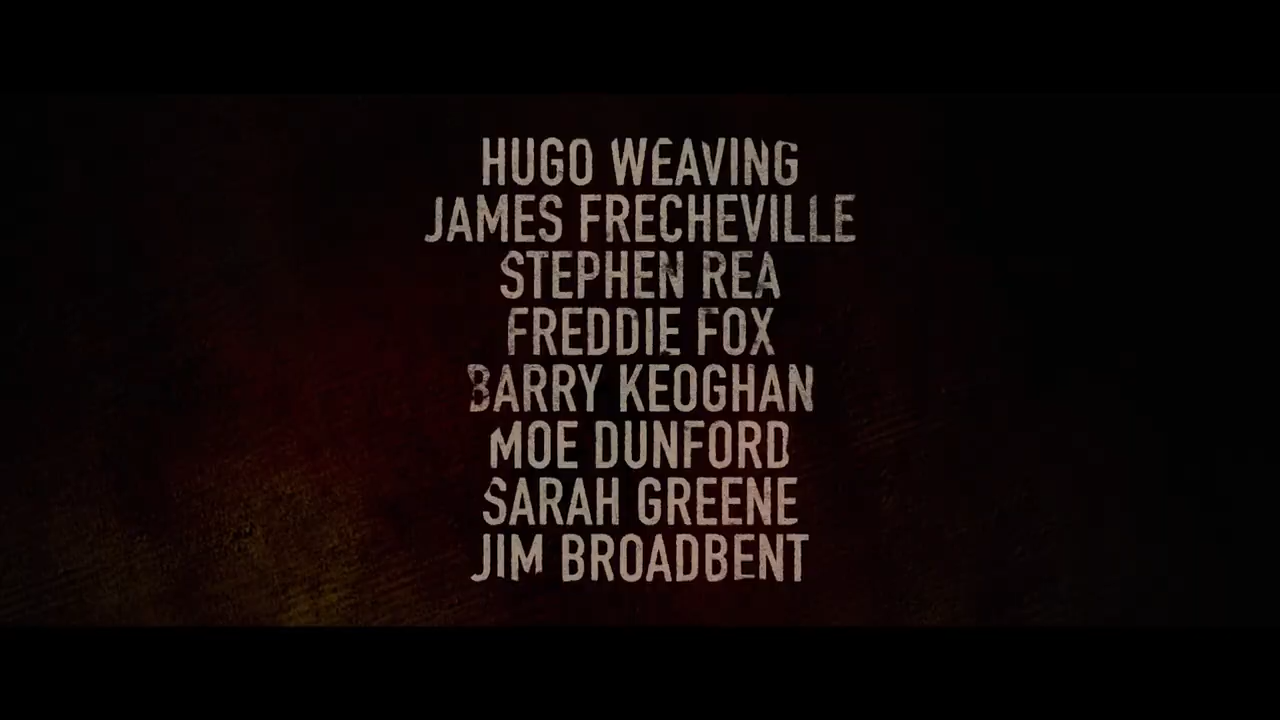 HUGO WEAVING
JAMES FRECHEVILLE
STEPHEN REA
FREDDIE FOX
BARRY KEOGHAN
MOE DUNFORD
SARAH GREENE
JIM BROADBENT